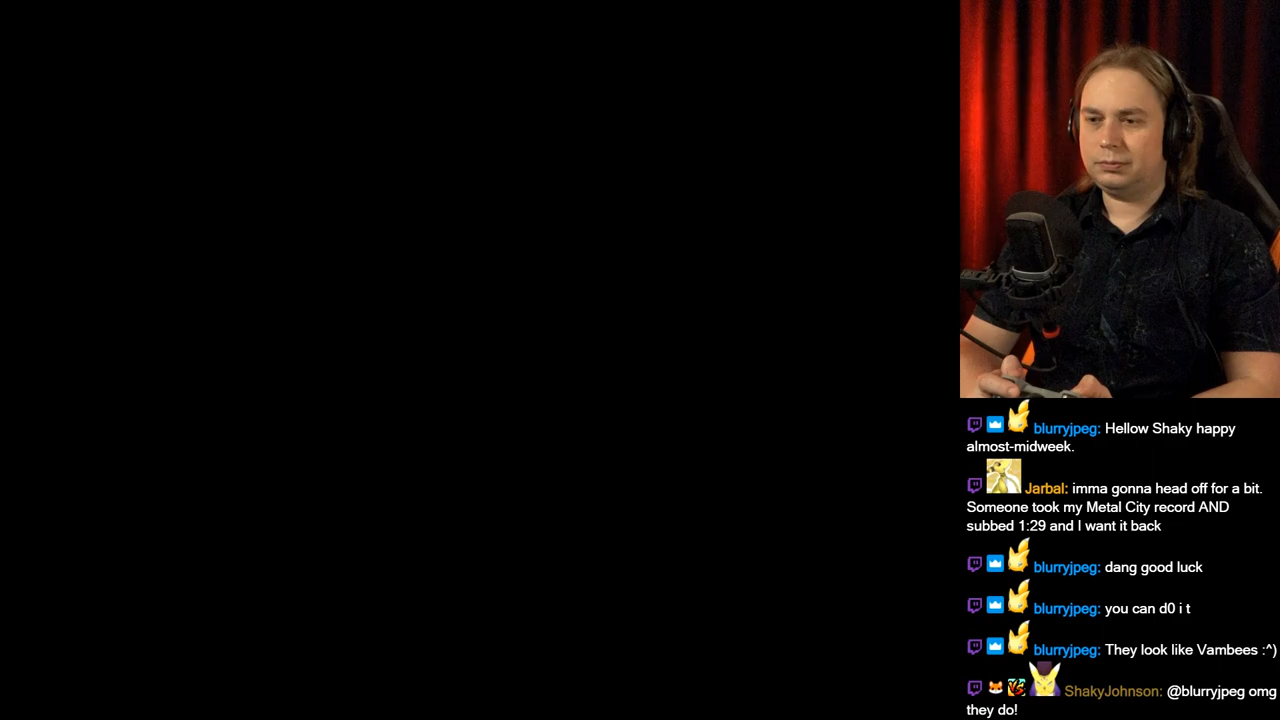 blurryjpeg: Hellow Shaky happy
almost-midweek.
Jarbal: imma gonna head off for a bit.
Someone took my Metal City record AND
subbed 1:29 and I want it back
blurryjpeg: dang good luck
blurryjpeg: you can d0 i t
blurryjpeg: They look like Vambees :^)
ShakyJohnson: @blurryjpeg omg
they do!